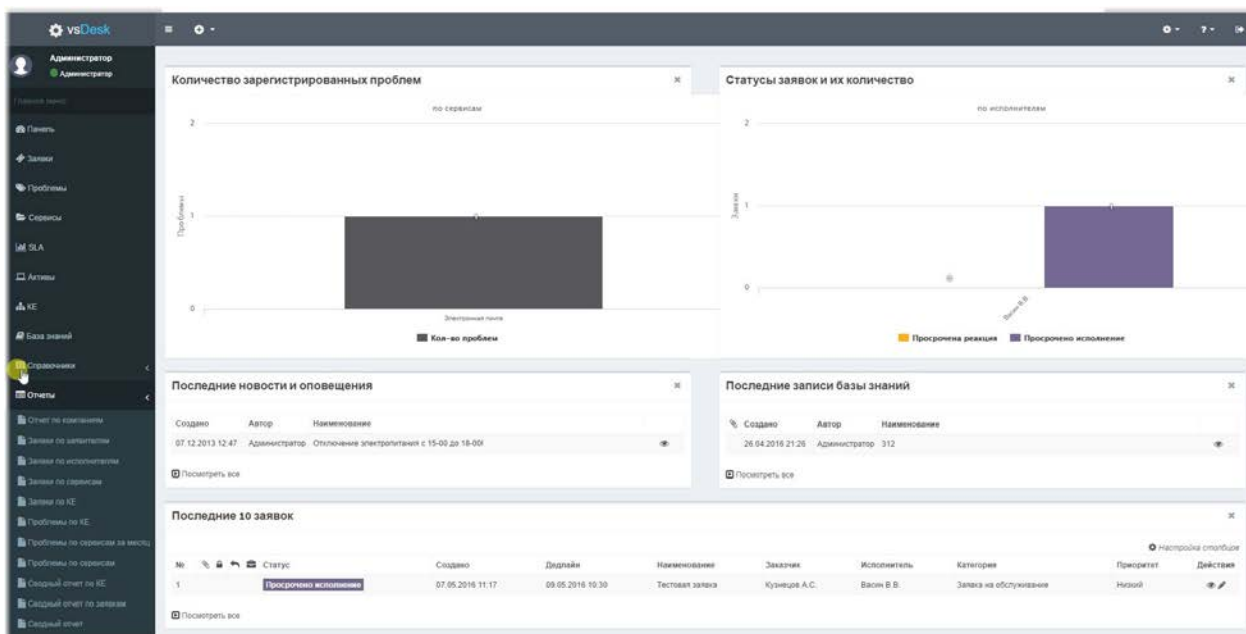 vsDesk
Администратор
Администратор
Главное меню
Панель
Заявки
Проблемы
Сервисы
SLA
Активы
КЕ
База знаний
Справочники
Отчеты
Отчет по компаниям
Заявки по заявителям
Заявки по исполнителям
Заявки по сервисам
Заявки по КЕ
Проблемы по КЕ
Проблемы по сервисам за месяц
Проблемы по сервисам
Сводный отчет по КЕ
Сводный отчет по заявкам
Сводный отчет
Количество зарегистрированных проблем
по сервисам
Проблемы
2
1
0
Электронная почта
Кол-во проблем
Статусы заявок и их количество
по исполнителям
Заявки
2
1
0
Васин В.В.
Просрочена реакция Просрочено исполнение
Последние новости и оповещения
Создано Автор Наименование
07.12.2013 12:47 Администратор Отключение электропитания с 15-00 до 18-00!
Посмотреть все
Последние записи базы знаний
Создано Автор Наименование
26.04.2016 21:26 Администратор 312
Посмотреть все
Последние 10 заявок
Настройка столбцов
№ Статус Создано Дедлайн Наименование Заказчик Исполнитель Категория Приоритет Действия
1 Просрочено исполнение 07.05.2016 11:17 09.05.2016 10:30 Тестовая заявка Кузнецов А.С. Васин В.В. Заявка на обслуживание Низкий
Посмотреть все